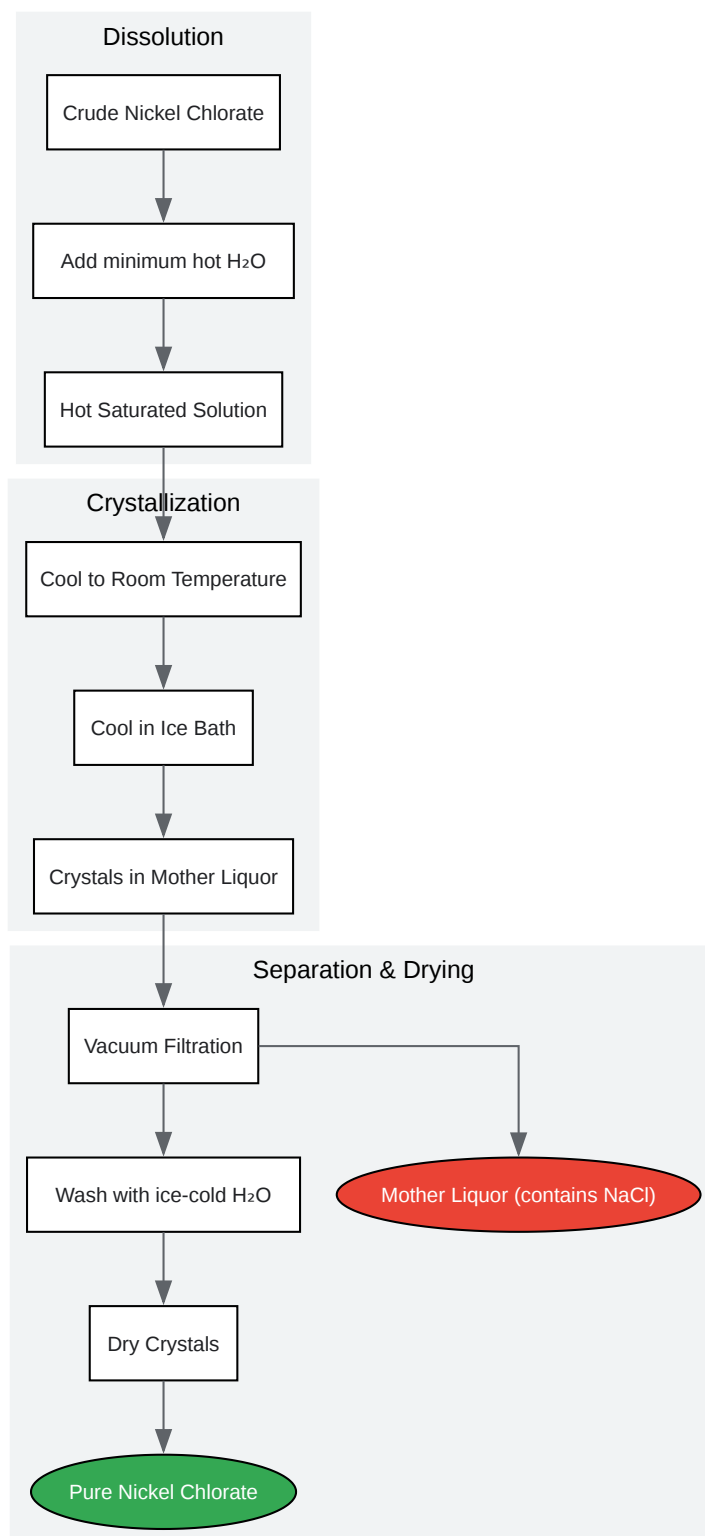 Dissolution
Crude Nickel Chlorate
Add minimum hot H₂O
Hot Saturated Solution
Crystallization
Cool to Room Temperature
Cool in Ice Bath
Crystals in Mother Liquor
Separation & Drying
Vacuum Filtration
Wash with ice-cold H₂O
Mother Liquor (contains NaCl)
Dry Crystals
Pure Nickel Chlorate